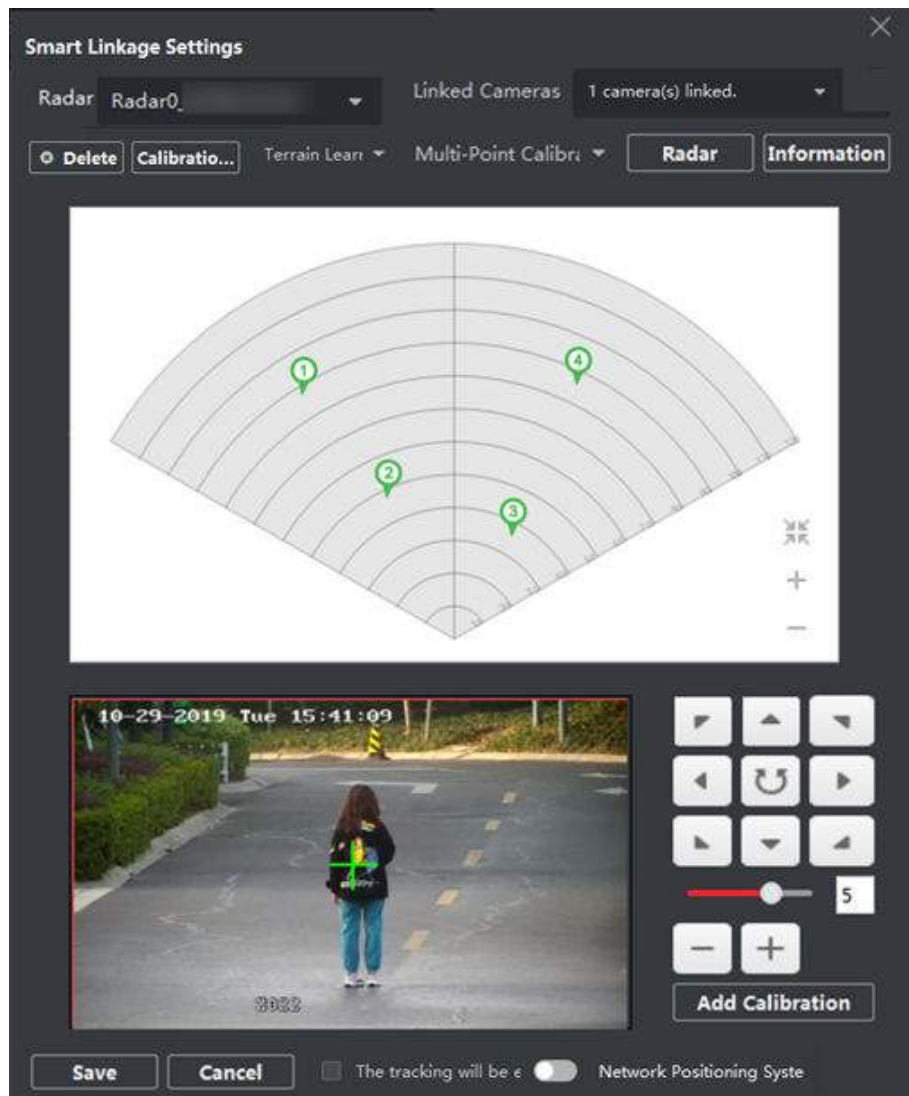 Smart Linkage Settings
Radar
Radar0_
Linked Cameras
1 camera(s) linked.
Delete
Calibratio...
Terrain Learn
Multi-Point Calibra
Radar
Information
1
4
2
3
10-29-2019 Tue 15:41:09
5
Add Calibration
Save
Cancel
The tracking will be e
Network Positioning Syste